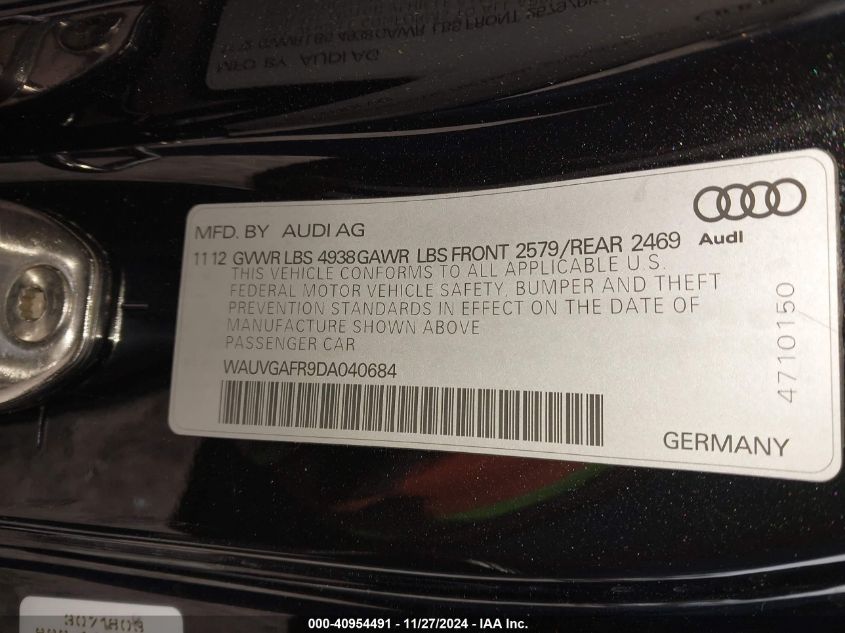 MFD. BY AUDI AG
Audi
11 12 GVWR LBS 4938 GAWR LBS FRONT 2579/REAR 2469
THIS VEHICLE CONFORMS TO ALL APPLICABLE U.S.
FEDERAL MOTOR VEHICLE SAFETY, BUMPER AND THEFT
PREVENTION STANDARDS IN EFFECT ON THE DATE OF
MANUFACTURE SHOWN ABOVE
PASSENGER CAR
WAUVGAFR9DA040684
GERMANY
4710150
000-40954491 - 11/27/2024 - IAA Inc.